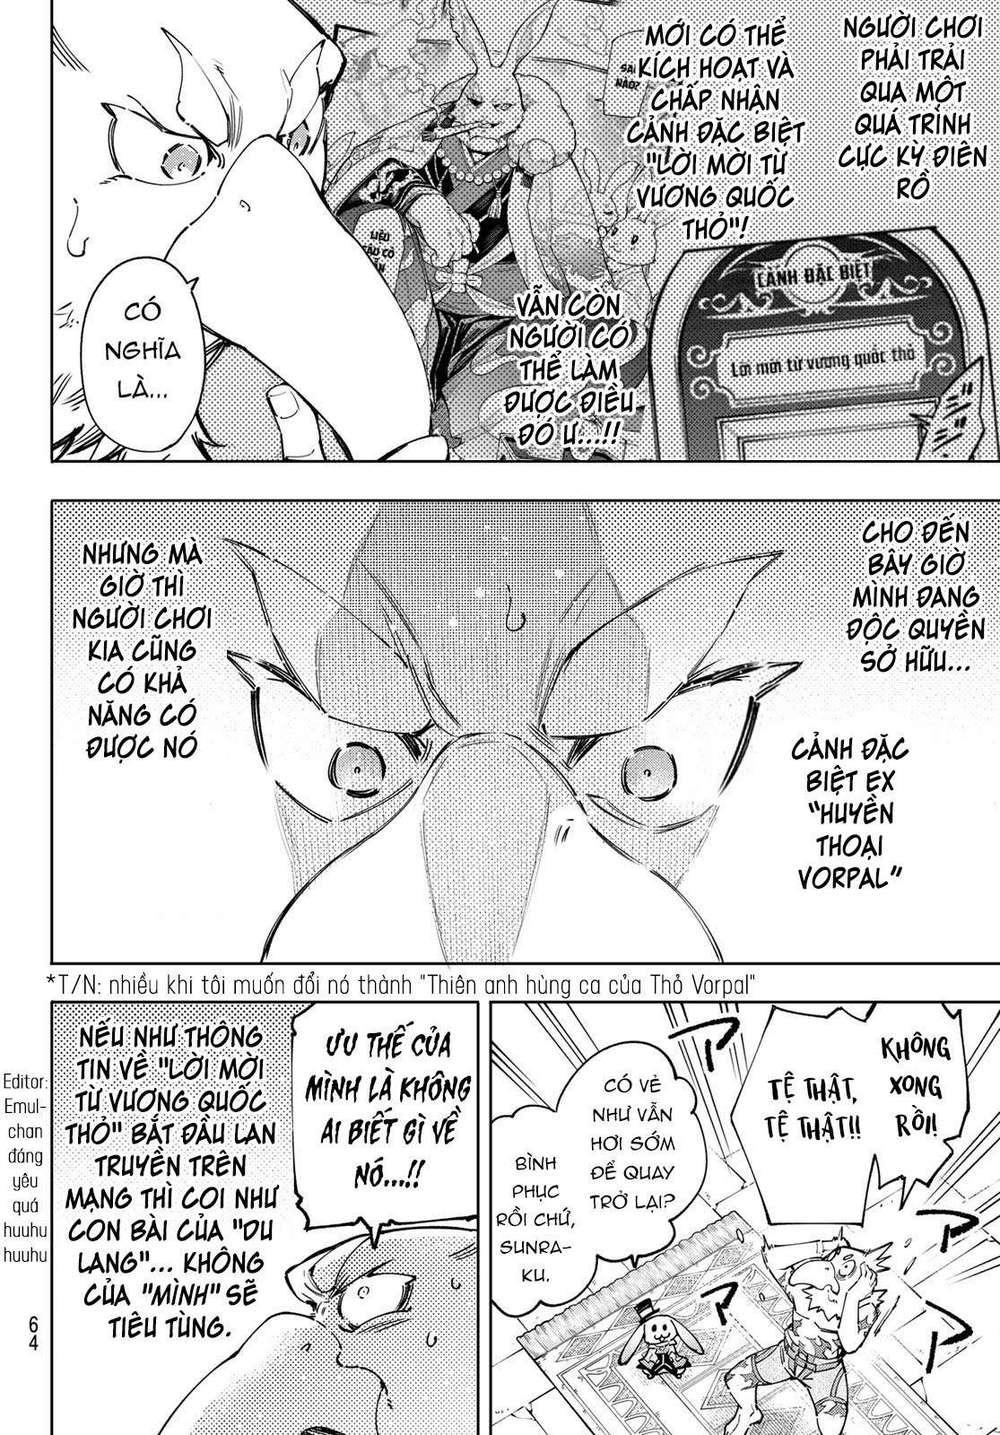 NGƯỜI CHƠI
PHẢI TRẢI
QUA MỘT
QUÁ TRÌNH
CỰC KỲ ĐIÊN
RỒ
MỚI CÓ THỂ
KÍCH HOẠT VÀ
CHẤP NHẬN
CẢNH ĐẶC BIỆT
"LỜI MỜI TỪ
VƯƠNG QUỐC
THỎ"!
CẢNH ĐẶC BIỆT
Lời mời từ vương quốc thỏ
VẪN CÒN
NGƯỜI CÓ
THỂ LÀM
ĐƯỢC ĐIỀU
ĐÓ Ư...!!
CÓ
NGHĨA
LÀ...
CHO ĐẾN
BÂY GIỜ
MÌNH ĐANG
ĐỘC QUYỀN
SỞ HỮU...
CẢNH ĐẶC
BIỆT EX
"HUYỀN
THOẠI
VORPAL"
NHƯNG MÀ
GIỜ THÌ
NGƯỜI CHƠI
KIA CŨNG
CÓ KHẢ
NĂNG CÓ
ĐƯỢC NÓ
*T/N: nhiều khi tôi muốn đổi nó thành "Thiên anh hùng ca của Thỏ Vorpal"
KHÔNG
XONG
RỒI!!
TỆ THẬT,
TỆ THẬT!!
CÓ VẺ
NHƯ VẪN
HƠI SỚM
ĐỂ QUAY
TRỞ LẠI?
BÌNH
PHỤC
RỒI CHỨ,
SUNRA-
KU.
ƯU THẾ CỦA
MÌNH LÀ KHÔNG
AI BIẾT GÌ VỀ
NÓ...!!
NẾU NHƯ THÔNG
TIN VỀ "LỜI MỜI
TỪ VƯƠNG QUỐC
THỎ" BẮT ĐẦU LAN
TRUYỀN TRÊN
MẠNG THÌ COI NHƯ
CON BÀI CỦA "DU
LANG"... KHÔNG
CỦA "MÌNH" SẼ
TIÊU TÙNG.
Editor:
Emul-
chan
đáng
yêu
quá
huuhu
huuhu
64